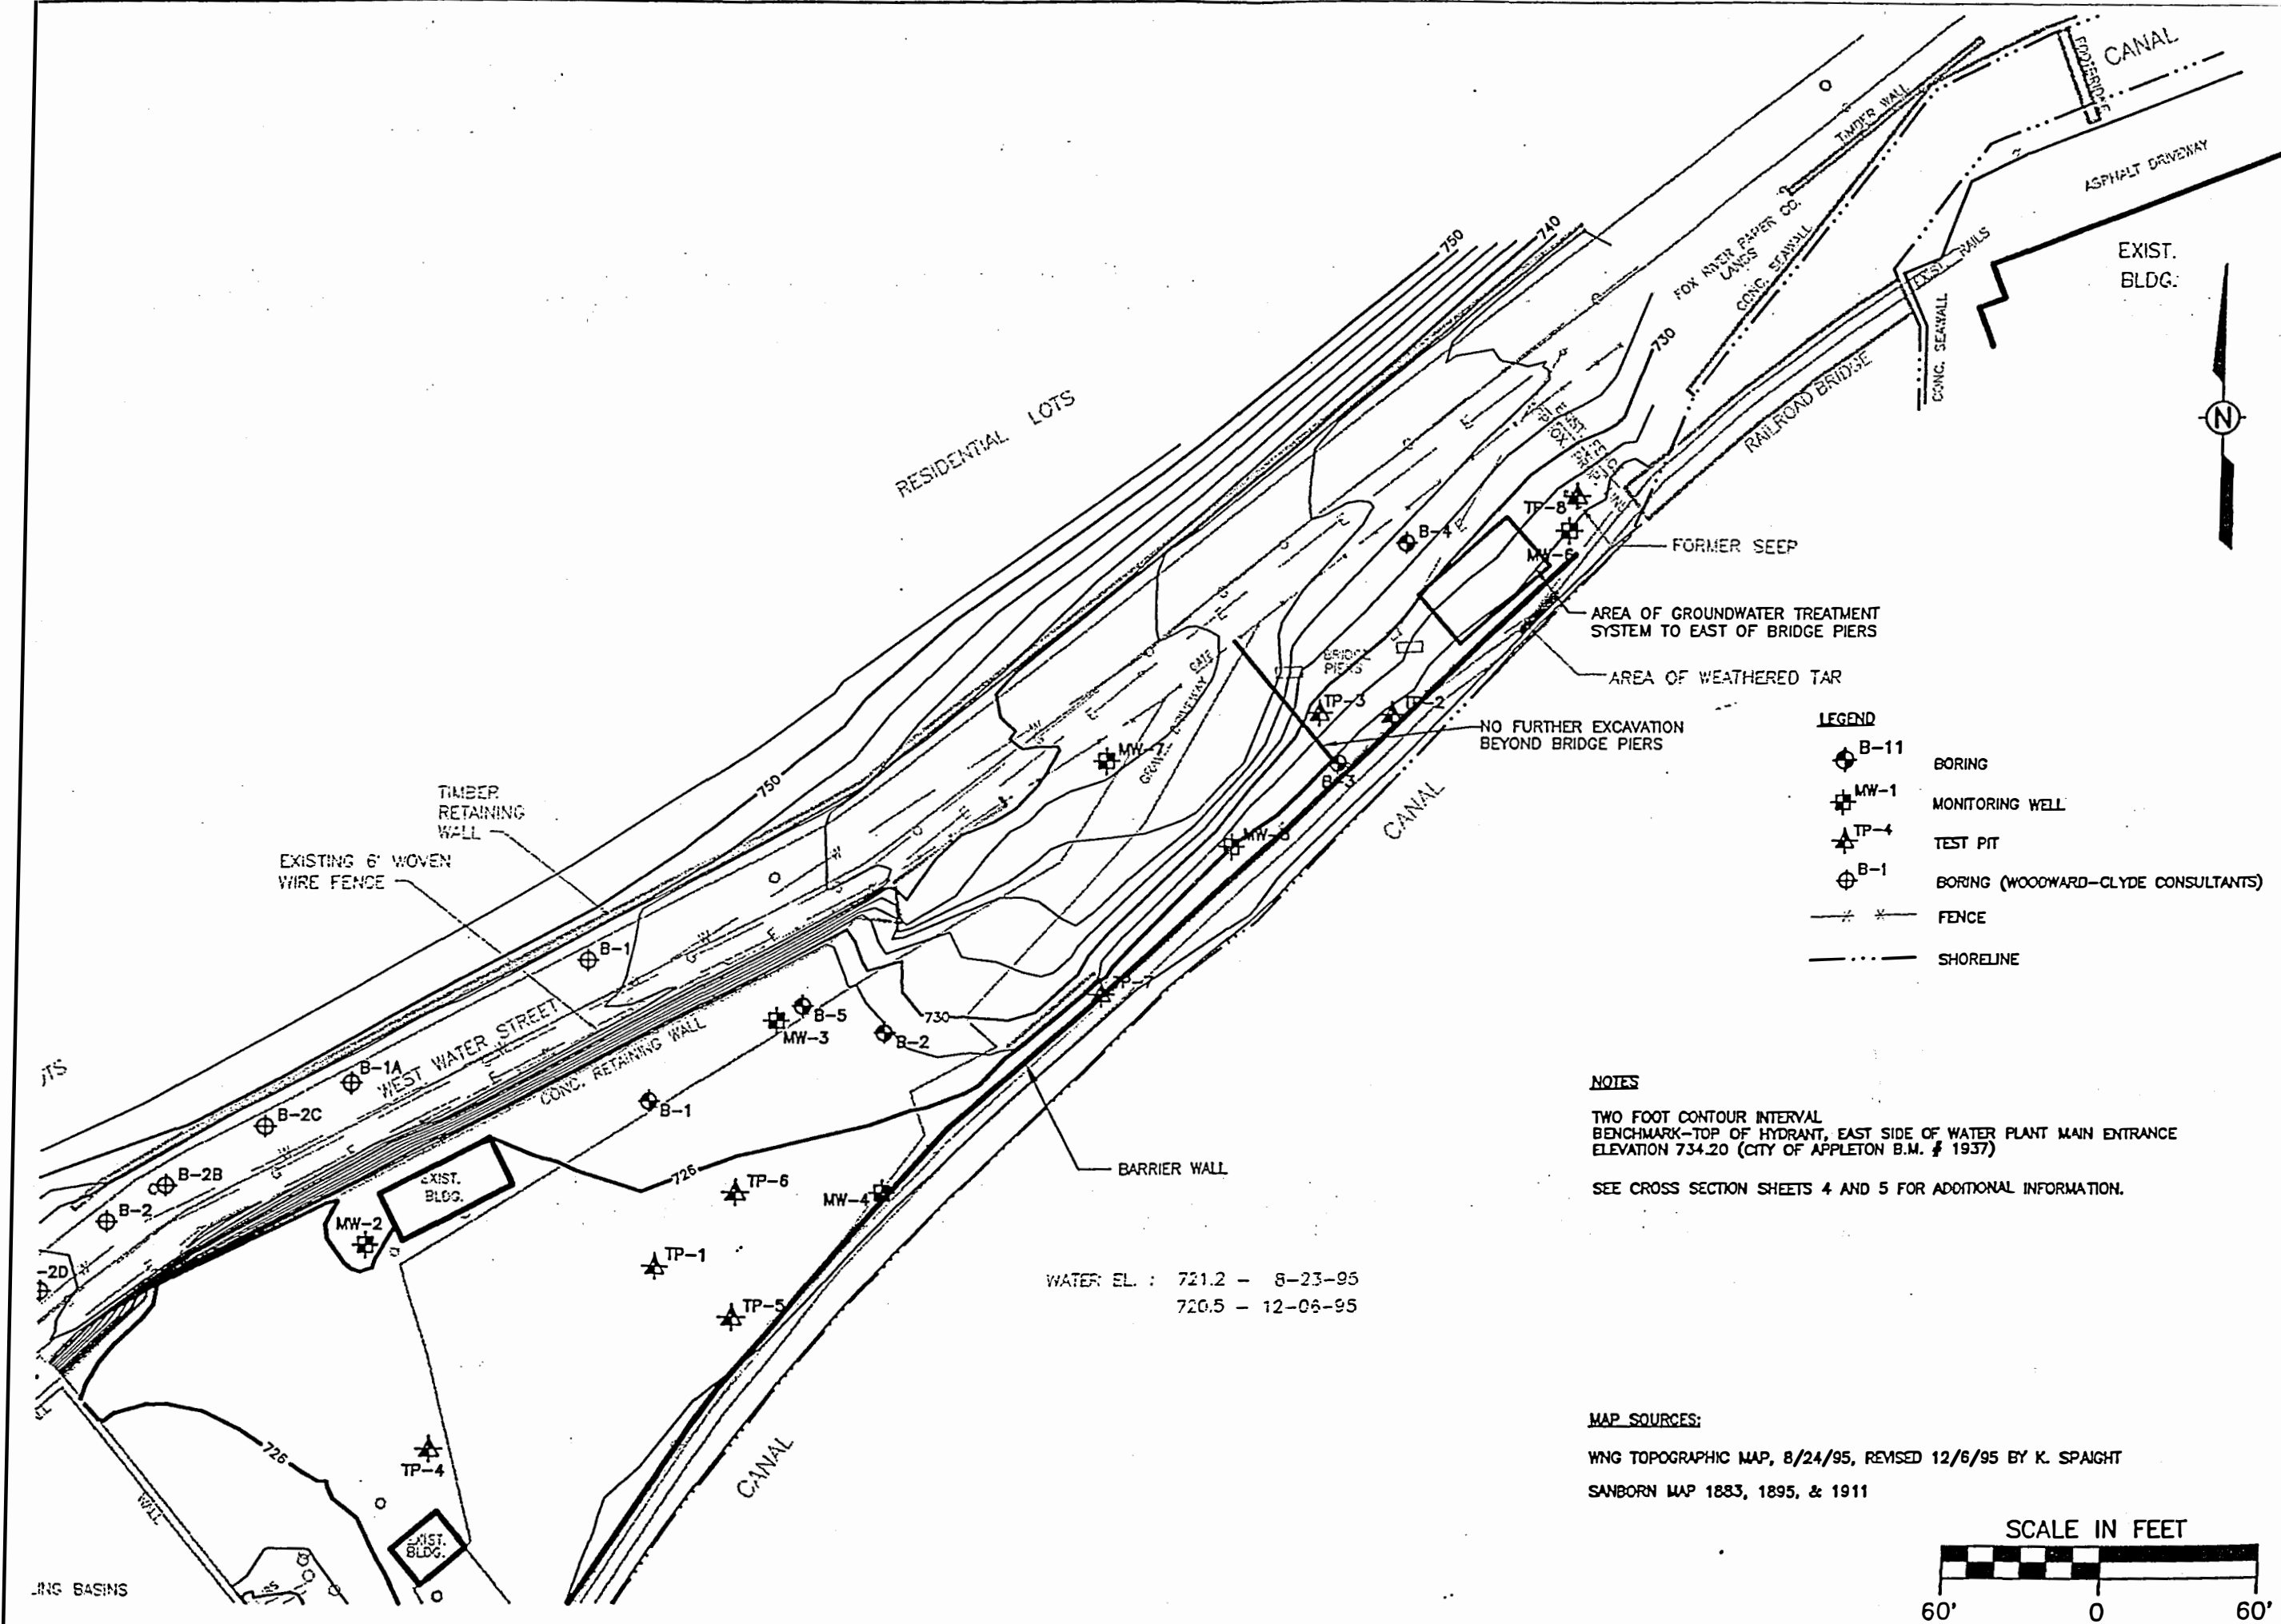 CANAL
FOOTBRIDGE
TIMBER WALL
ASPHALT DRIVEWAY
FOX RIVER PAPER CO.
LANDS
CONC. SEAWALL
EXIST. RAILS
EXIST.
BLDG.
CONC. SEAWALL
RAILROAD BRIDGE
N
750
740
730
RESIDENTIAL LOTS
TP-8
B-4
MW-6
FORMER SEEP
AREA OF GROUNDWATER TREATMENT
SYSTEM TO EAST OF BRIDGE PIERS
AREA OF WEATHERED TAR
BRIDGE
PIERS
GATE
GRAVEL DRIVEWAY
TP-3
TP-2
NO FURTHER EXCAVATION
BEYOND BRIDGE PIERS
MW-7
B-3
CANAL
750
TIMBER
RETAINING
WALL
EXISTING 6' WOVEN
WIRE FENCE
LEGEND
B-11 BORING
MW-1 MONITORING WELL
TP-4 TEST PIT
B-1 BORING (WOODWARD-CLYDE CONSULTANTS)
FENCE
SHORELINE
B-1
TP-7
B-5
730
MW-3
B-2
WEST WATER STREET
CONC. RETAINING WALL
B-1A
B-2C
B-1
B-2B
B-2
-2D
EXIST.
BLDG.
MW-2
726
TP-6
MW-4
BARRIER WALL
TP-1
TP-5
WATER EL. : 721.2 - 8-23-95
720.5 - 12-06-95
NOTES
TWO FOOT CONTOUR INTERVAL
BENCHMARK-TOP OF HYDRANT, EAST SIDE OF WATER PLANT MAIN ENTRANCE
ELEVATION 734.20 (CITY OF APPLETON B.M. # 1937)
SEE CROSS SECTION SHEETS 4 AND 5 FOR ADDITIONAL INFORMATION.
726
TP-4
WALL
CANAL
EXIST.
BLDG.
MAP SOURCES:
WNG TOPOGRAPHIC MAP, 8/24/95, REVISED 12/6/95 BY K. SPAIGHT
SANBORN MAP 1883, 1895, & 1911
SCALE IN FEET
60' 0 60'
ING BASINS